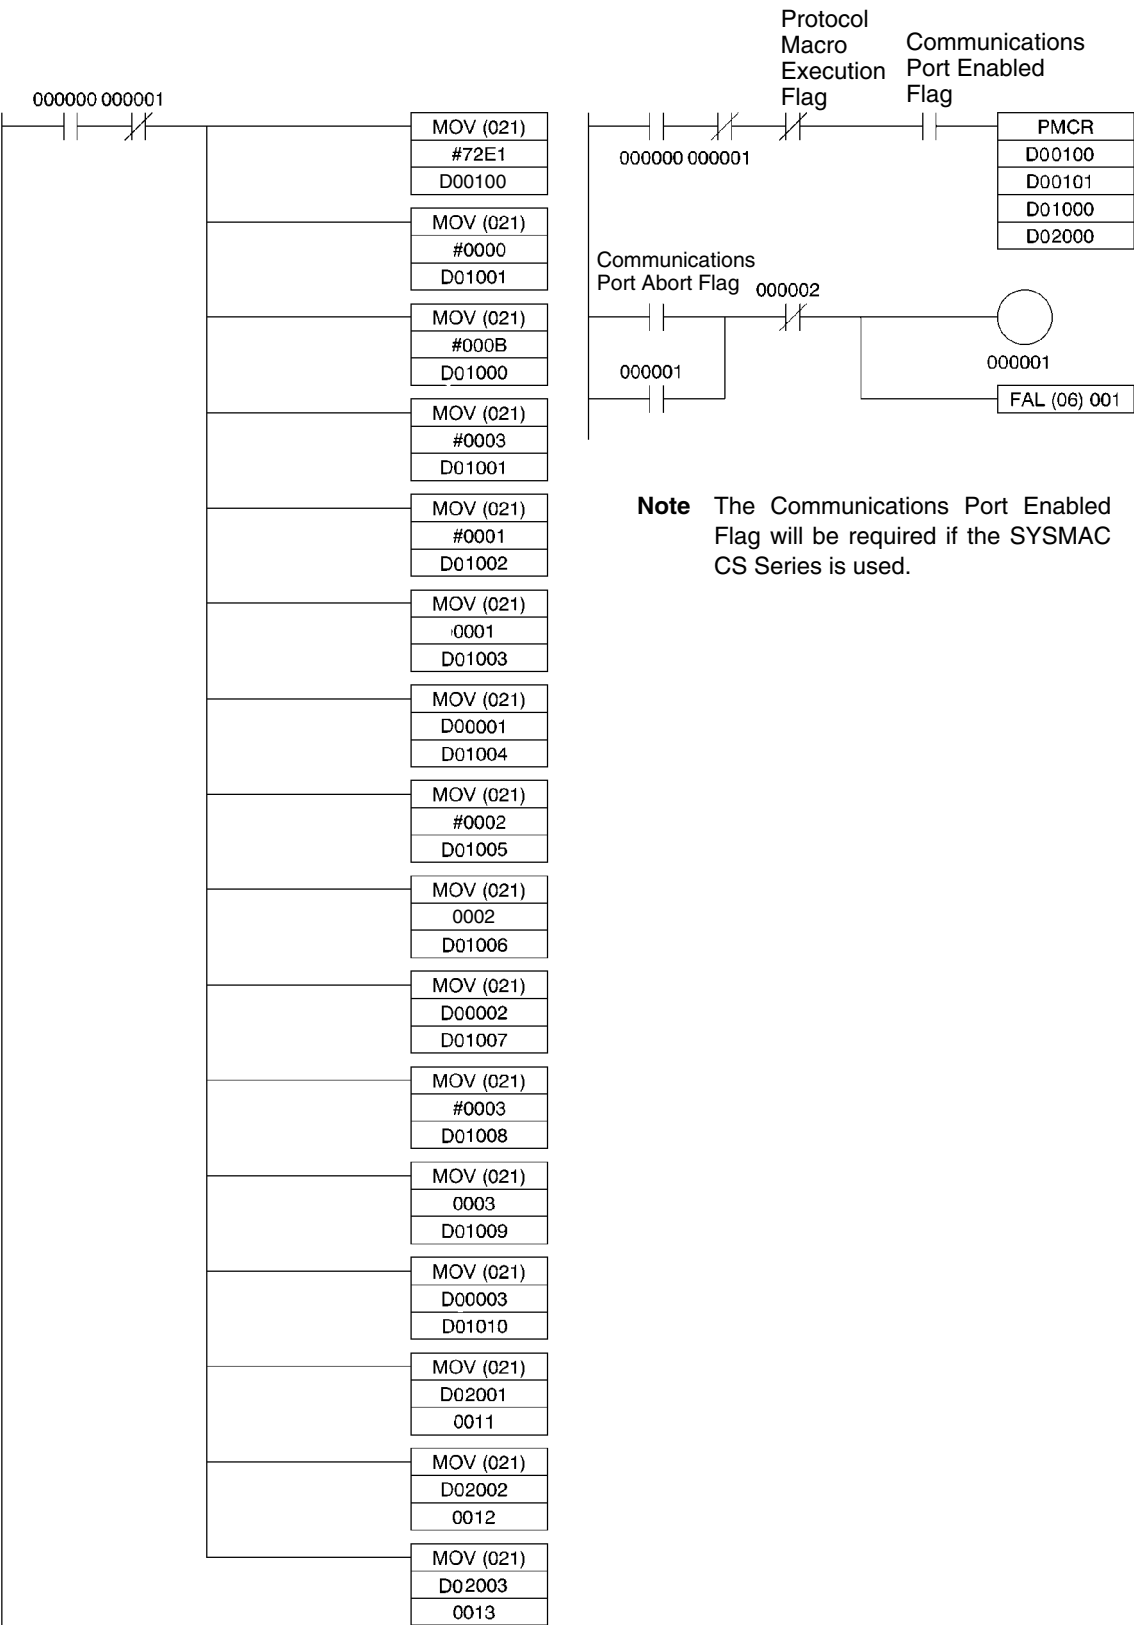 000000 000001
MOV (021)
#72E1
D00100
MOV (021)
#0000
D01001
MOV (021)
#000B
D01000
MOV (021)
#0003
D01001
MOV (021)
#0001
D01002
MOV (021)
0001
D01003
MOV (021)
D00001
D01004
MOV (021)
#0002
D01005
MOV (021)
0002
D01006
MOV (021)
D00002
D01007
MOV (021)
#0003
D01008
MOV (021)
0003
D01009
MOV (021)
D00003
D01010
MOV (021)
D02001
0011
MOV (021)
D02002
0012
MOV (021)
D02003
0013
Protocol
Macro
Execution
Flag
Communications
Port Enabled
Flag
000000 000001
PMCR
D00100
D00101
D01000
D02000
Communications
Port Abort Flag
000002
000001
000001
FAL (06) 001
Note The Communications Port Enabled
Flag will be required if the SYSMAC
CS Series is used.